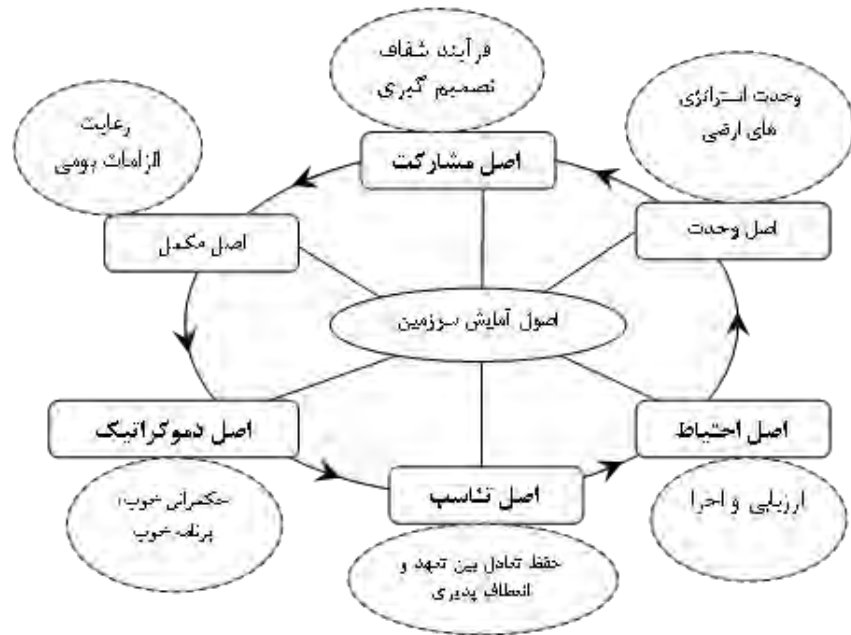 فرآیند شفاف
تصمیم گیری
اصل مشارکت
وحدت استراتژی
های ارضی
اصل وحدت
رعایت
الزامات بومی
اصل مکمل
اصول آمایش سرزمین
اصل دموکراتیک
حکمرانی خوب؛
برنامه خوب
اصل تناسب
حفظ تعادل بین تعهد و
انعطاف پذیری
اصل احتیاط
ارزیابی و اجرا